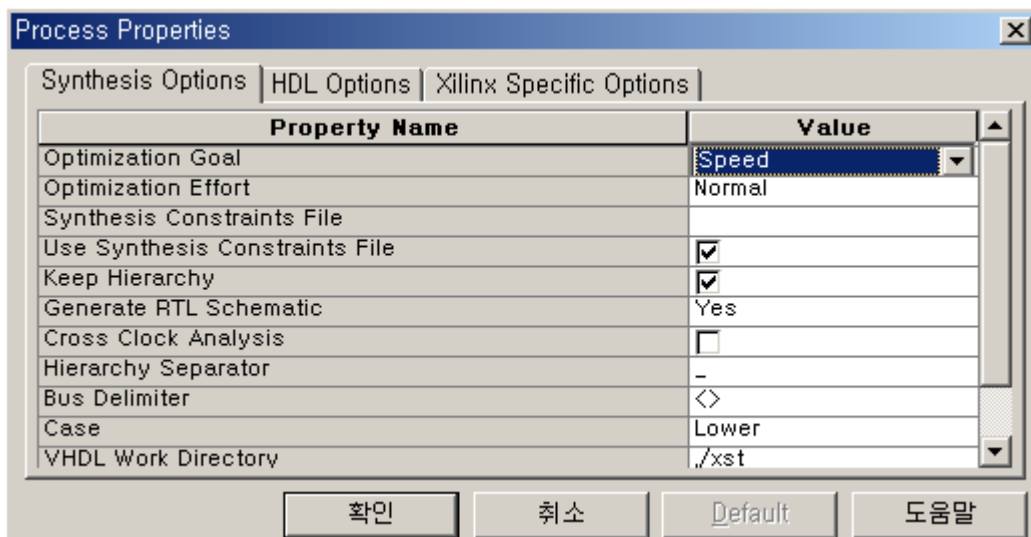 Process Properties
Synthesis Options HDL Options Xilinx Specific Options
Property Name Value
Optimization Goal Speed
Optimization Effort Normal
Synthesis Constraints File
Use Synthesis Constraints File
Keep Hierarchy
Generate RTL Schematic Yes
Cross Clock Analysis
Hierarchy Separator _
Bus Delimiter <>
Case Lower
VHDL Work Directory ./xst
확인 취소 Default 도움말